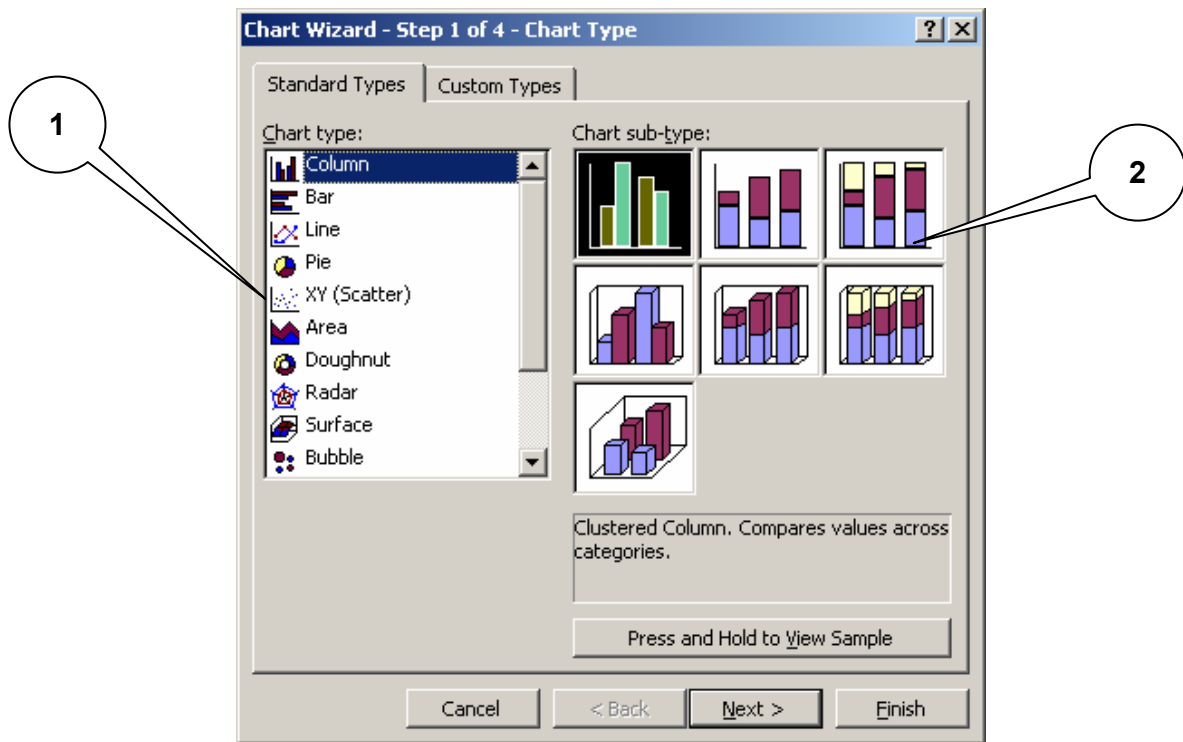 Chart Wizard - Step 1 of 4 - Chart Type
Standard Types
Custom Types
1
Chart type:
Column
Bar
Line
Pie
XY (Scatter)
Area
Doughnut
Radar
Surface
Bubble
Chart sub-type:
2
Clustered Column. Compares values across
categories.
Press and Hold to View Sample
Cancel
< Back
Next >
Finish